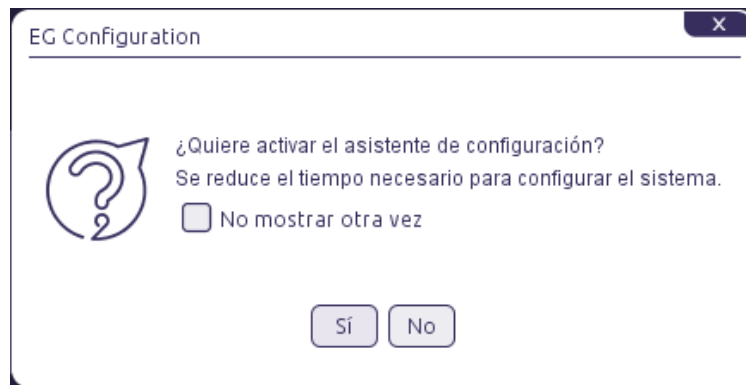 EG Configuration
X
¿Quiere activar el asistente de configuración?
Se reduce el tiempo necesario para configurar el sistema.
No mostrar otra vez
Sí
No